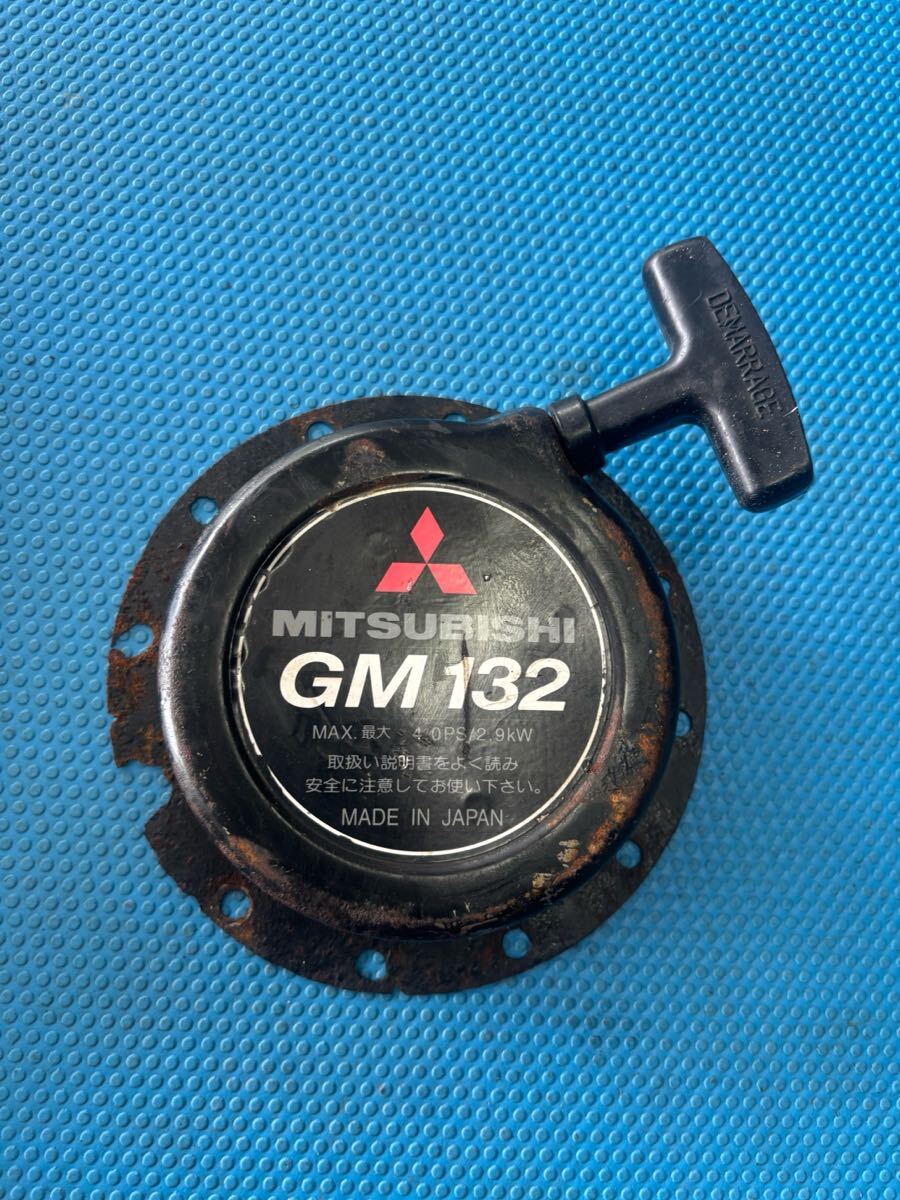 DEMARRAGE
MITSUBISHI
GM 132
MAX. 最大 4.0PS/2.9kW
取扱い説明書をよく読み
安全に注意してお使い下さい。
MADE IN JAPAN